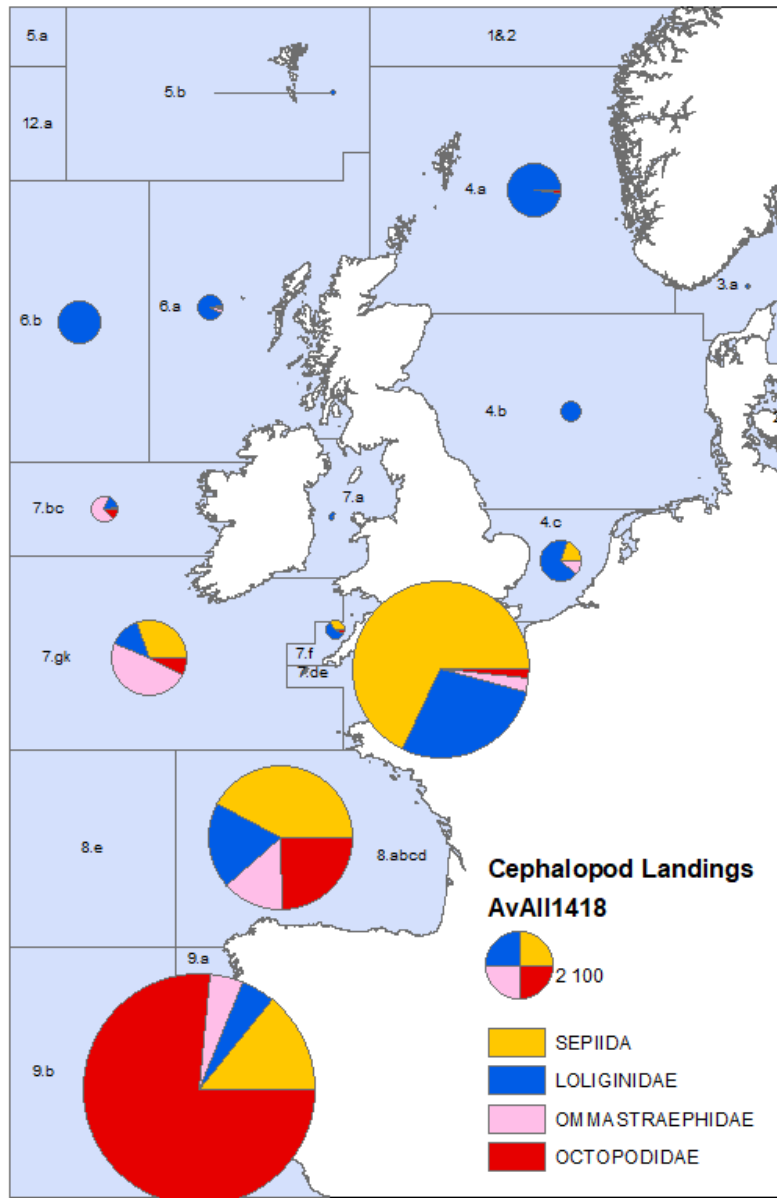 5.a
1&2
5.b
12.a
4.a
3.a
6.b
6.a
4.b
7.bc
7.a
4.c
7.gk
7.f
7.de
8.e
8.abcd
Cephalopod Landings
AvAll1418
2 100
9.a
9.b
SEPIIDA
LOLIGINIDAE
OMMASTRAEPHIDAE
OCTOPODIDAE